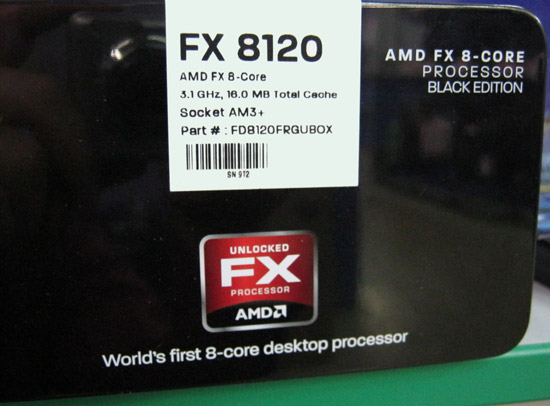 FX 8120
AMD FX 8-Core
3.1 GHz, 16.0 MB Total Cache
Socket AM3+
Part # : FD8120FRGUBOX
SN 972
AMD FX 8-CORE
PROCESSOR
BLACK EDITION
UNLOCKED
FX
PROCESSOR
AMD
World's first 8-core desktop processor